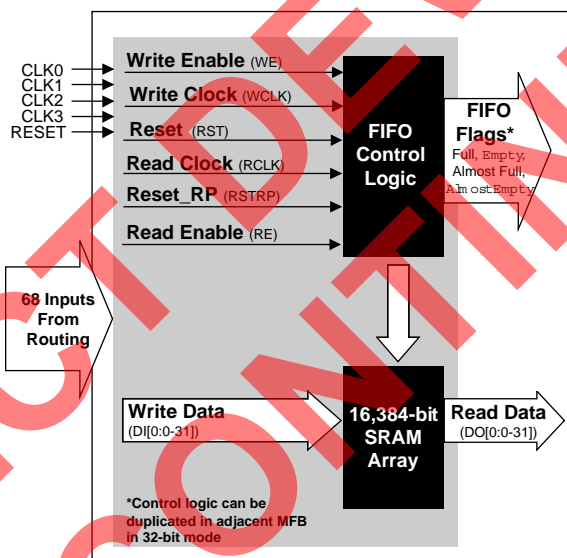 CLK0
CLK1
CLK2
CLK3
RESET
Write Enable (WE)
Write Clock (WCLK)
Reset (RST)
Read Clock (RCLK)
Reset_RP (RSTRP)
Read Enable (RE)
FIFO
Control
Logic
FIFO
Flags*
Full, Empty,
Almost Full,
AlmostEmpty
68 Inputs
From
Routing
Write Data
(DI[0:0-31])
16,384-bit
SRAM
Array
Read Data
(DO[0:0-31])
*Control logic can be
duplicated in adjacent MFB
in 32-bit mode